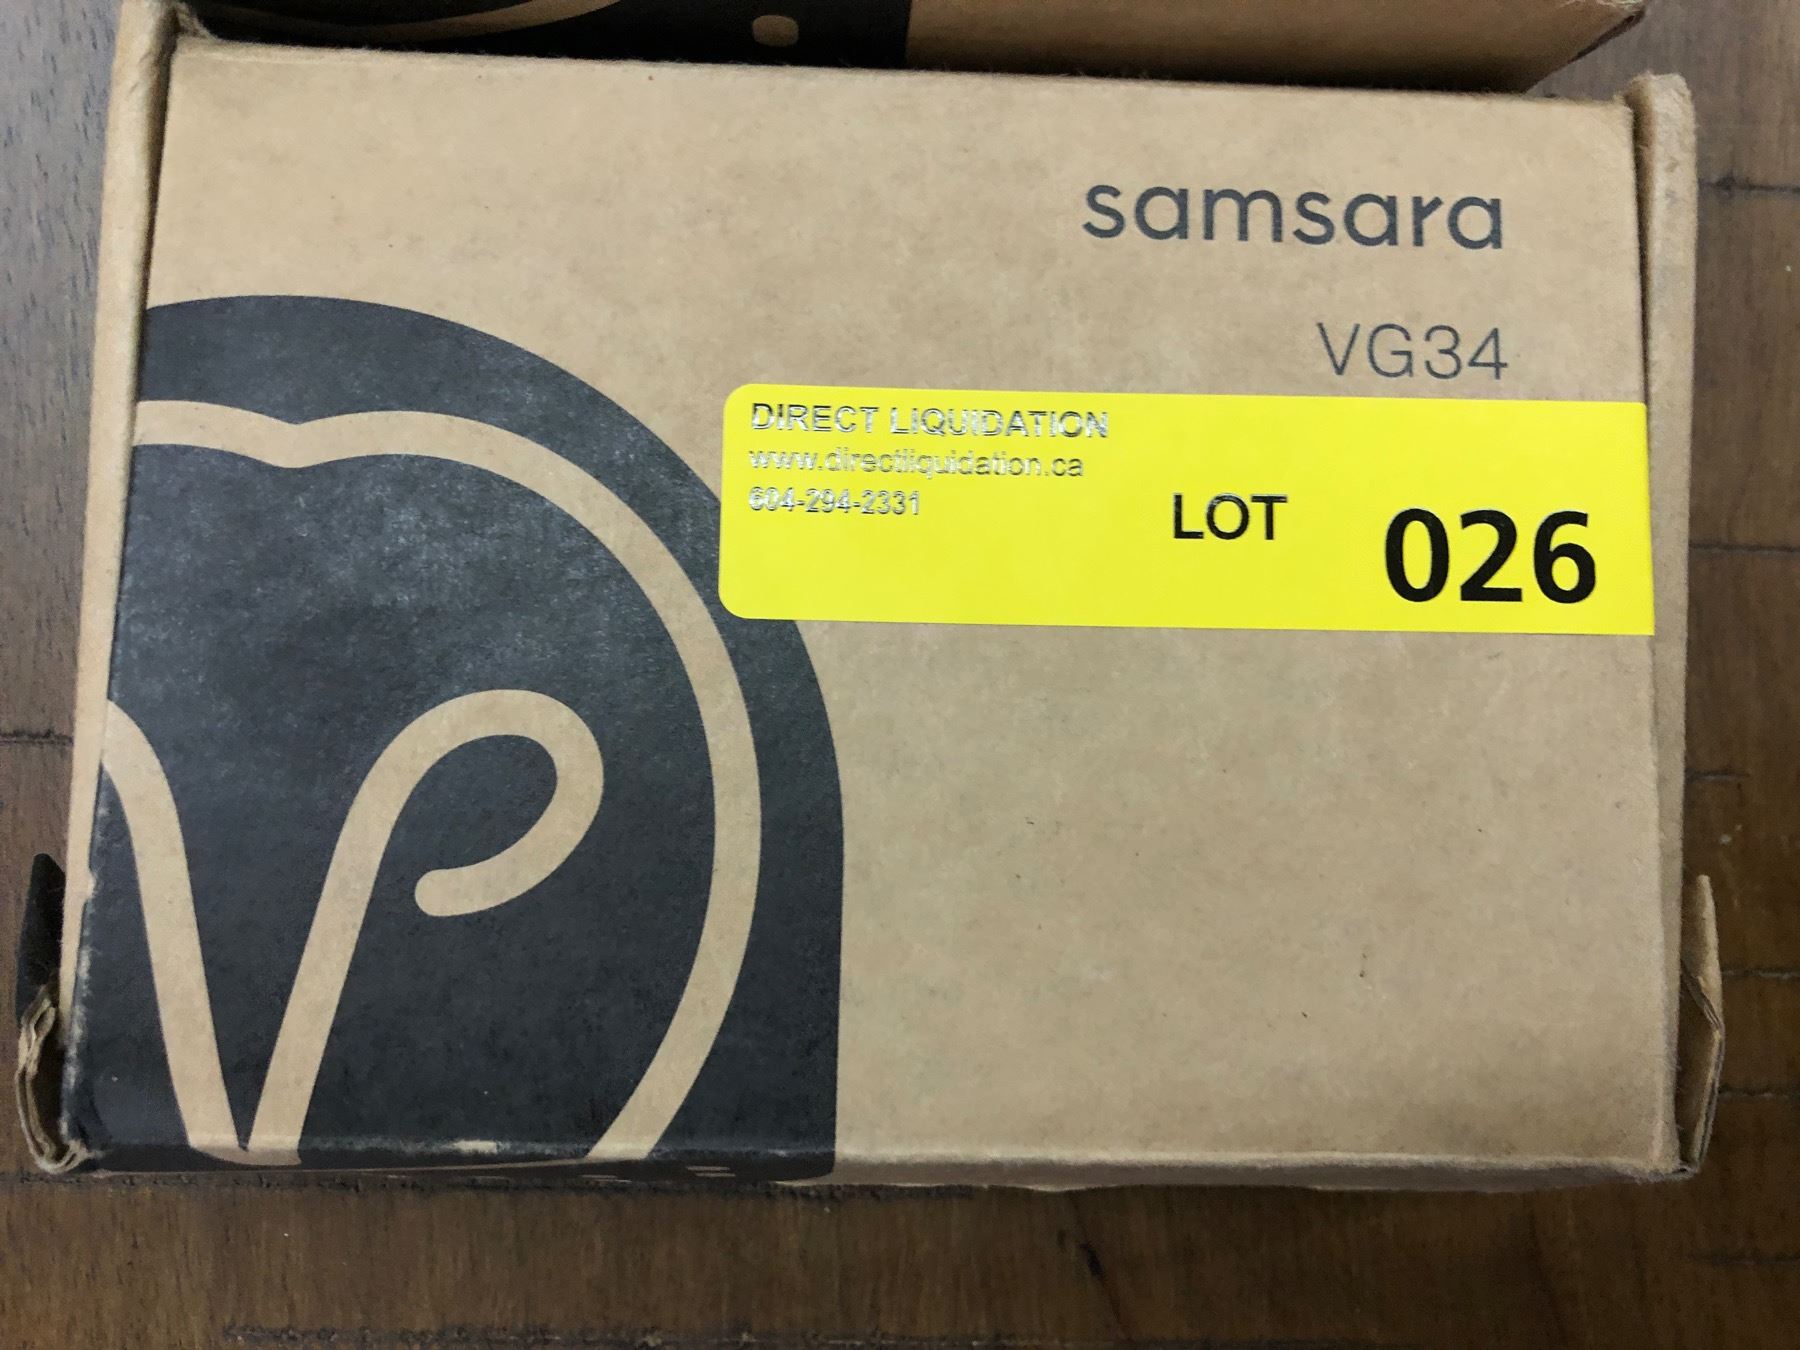 samsara
VG34
DIRECT LIQUIDATION
www.directliquidation.ca
604-294-2331
LOT 026